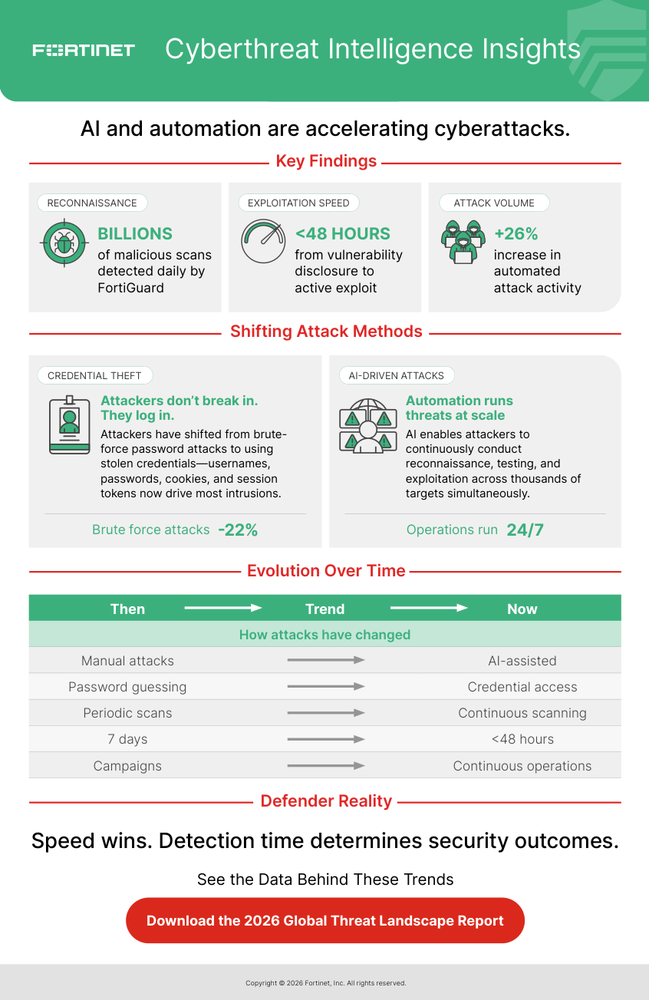 FORTINET
Cyberthreat Intelligence Insights
AI and automation are accelerating cyberattacks.
Key Findings
RECONNAISSANCE
BILLIONS
of malicious scans
detected daily by
FortiGuard
EXPLOITATION SPEED
<48 HOURS
from vulnerability
disclosure to
active exploit
ATTACK VOLUME
+26%
increase in
automated
attack activity
Shifting Attack Methods
CREDENTIAL THEFT
Attackers don’t break in.
They log in.
Attackers have shifted from brute-
force password attacks to using
stolen credentials—usernames,
passwords, cookies, and session
tokens now drive most intrusions.
Brute force attacks -22%
AI-DRIVEN ATTACKS
Automation runs
threats at scale
AI enables attackers to
continuously conduct
reconnaissance, testing, and
exploitation across thousands of
targets simultaneously.
Operations run 24/7
Evolution Over Time
Then Trend Now
How attacks have changed
Manual attacks AI-assisted
Password guessing Credential access
Periodic scans Continuous scanning
7 days <48 hours
Campaigns Continuous operations
Defender Reality
Speed wins. Detection time determines security outcomes.
See the Data Behind These Trends
Download the 2026 Global Threat Landscape Report
Copyright © 2026 Fortinet, Inc. All rights reserved.